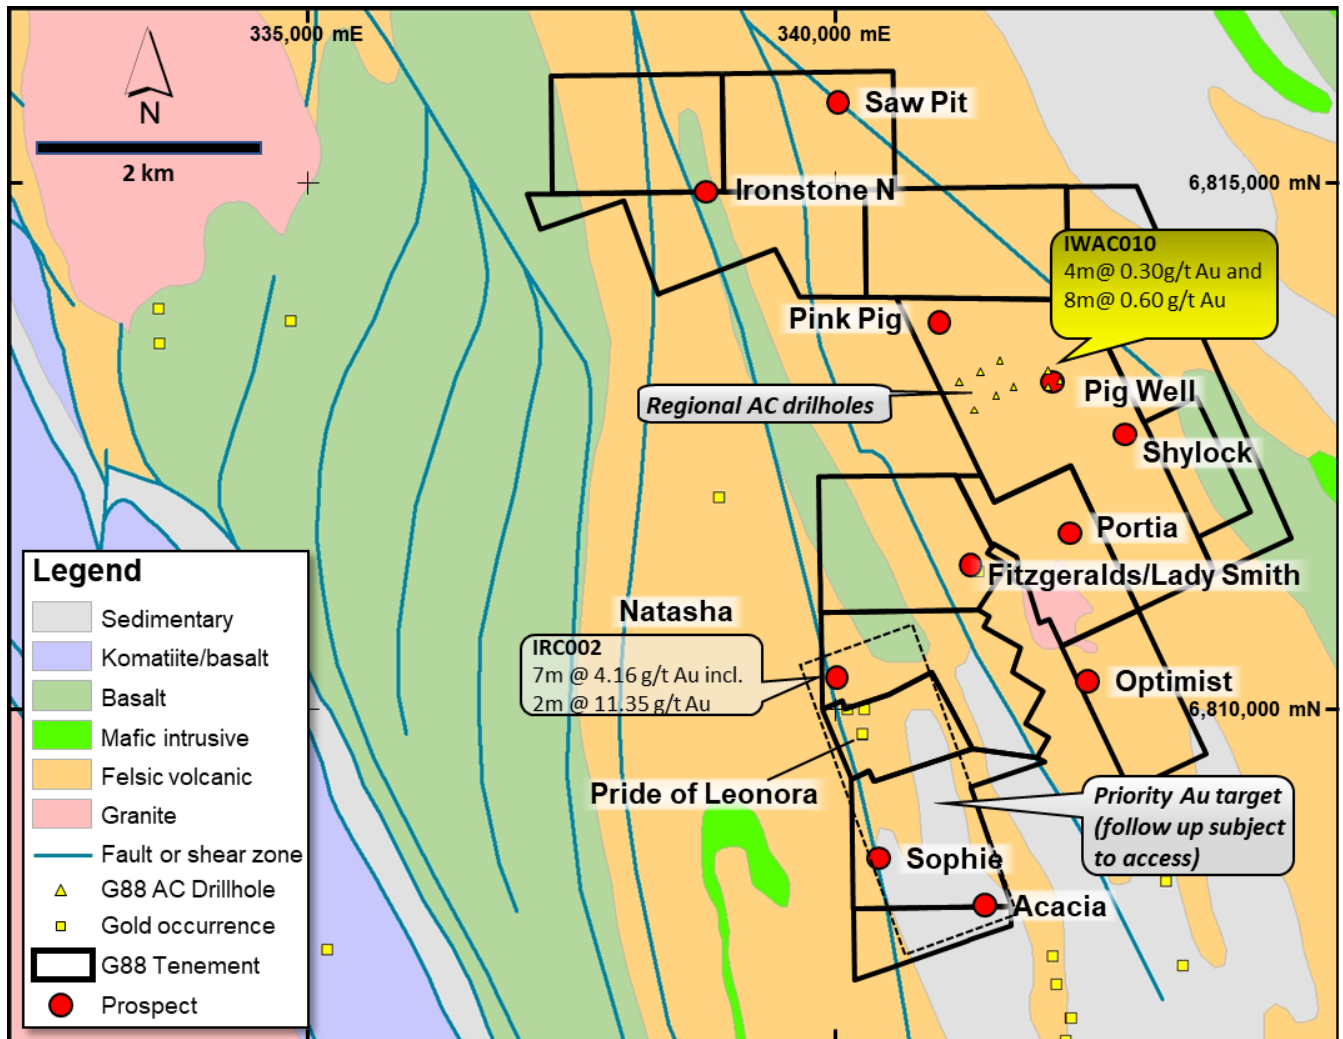 335,000 mE
340,000 mE
N
2 km
Saw Pit
6,815,000 mN
Ironstone N
IWAC010
4m@ 0.30g/t Au and
8m@ 0.60 g/t Au
Pink Pig
Regional AC drilholes
Pig Well
Shylock
Portia
Fitzgeralds/Lady Smith
Natasha
IRC002
7m @ 4.16 g/t Au incl.
2m @ 11.35 g/t Au
Optimist
6,810,000 mN
Pride of Leonora
Priority Au target
(follow up subject
to access)
Sophie
Acacia
Legend
Sedimentary
Komatiite/basalt
Basalt
Mafic intrusive
Felsic volcanic
Granite
Fault or shear zone
G88 AC Drillhole
Gold occurrence
G88 Tenement
Prospect